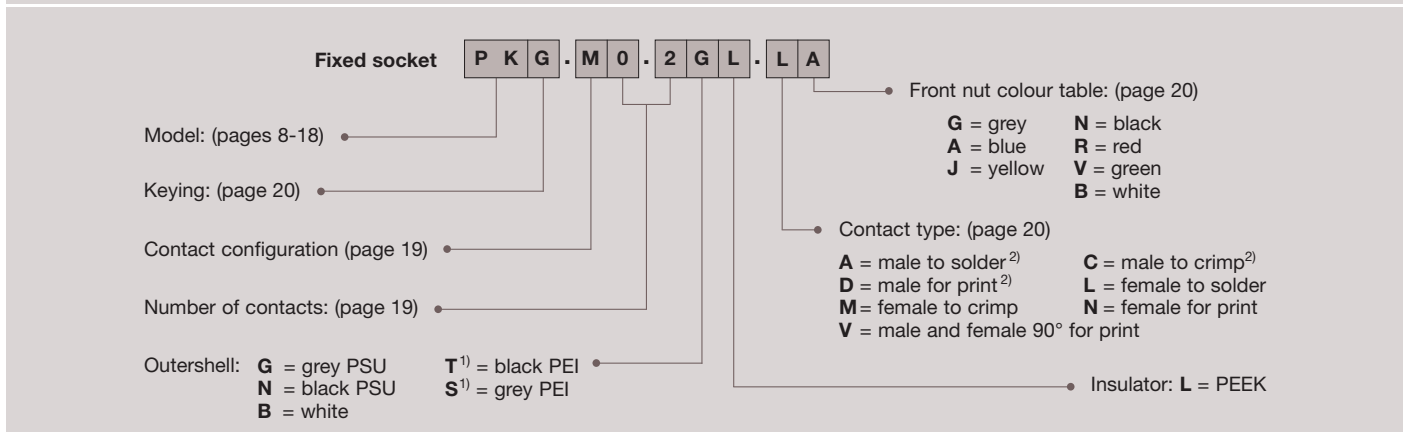 Fixed socket P K G . M 0 . 2 G L . L A
Front nut colour table: (page 20)
G = grey N = black
A = blue R = red
J = yellow V = green
B = white
Model: (pages 8-18)
Keying: (page 20)
Contact configuration (page 19)
Number of contacts: (page 19)
Contact type: (page 20)
A = male to solder 2) C = male to crimp2)
D = male for print 2) L = female to solder
M = female to crimp N = female for print
V = male and female 90° for print
Outershell: G = grey PSU T1) = black PEI
N = black PSU S1) = grey PEI
B = white
Insulator: L = PEEK